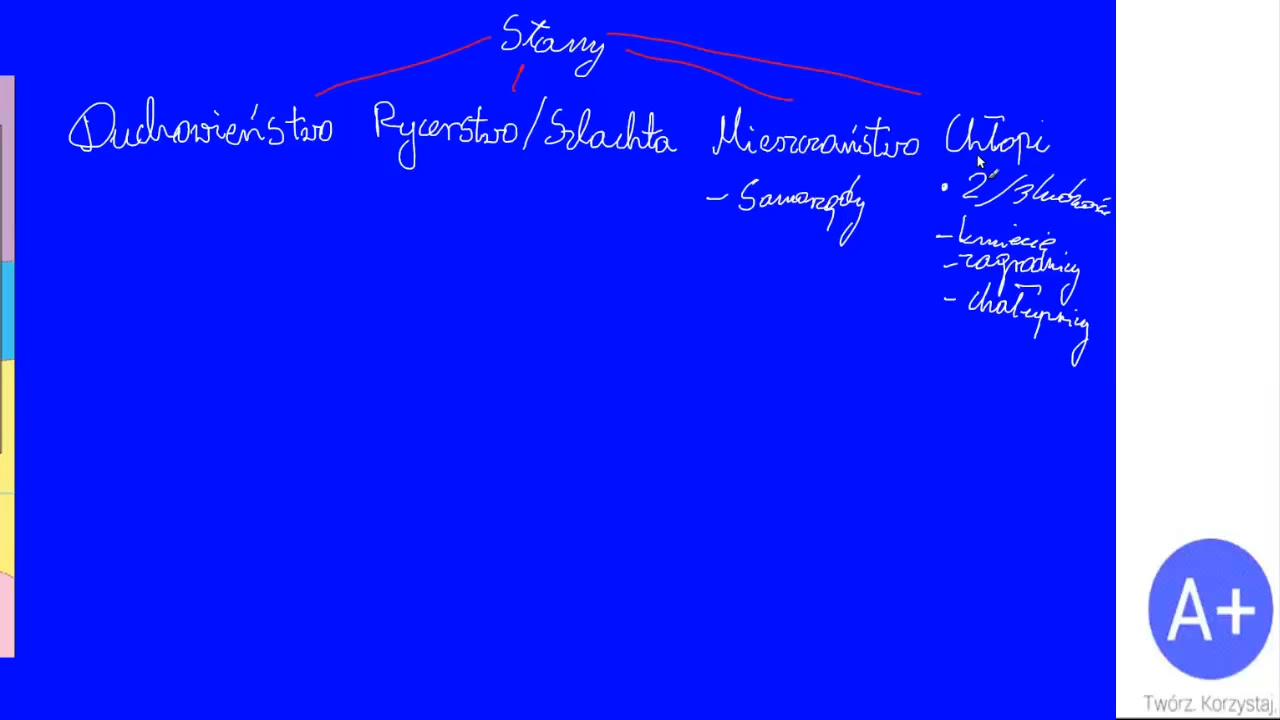 Stany
Duchowieństwo Rycerstwo/Szlachta Mieszczaństwo Chłopi
- Samorządy
• 2/3 ludności
- kmiecie
- zagrodnicy
- chałupnicy
A+
Twórz. Korzystaj.